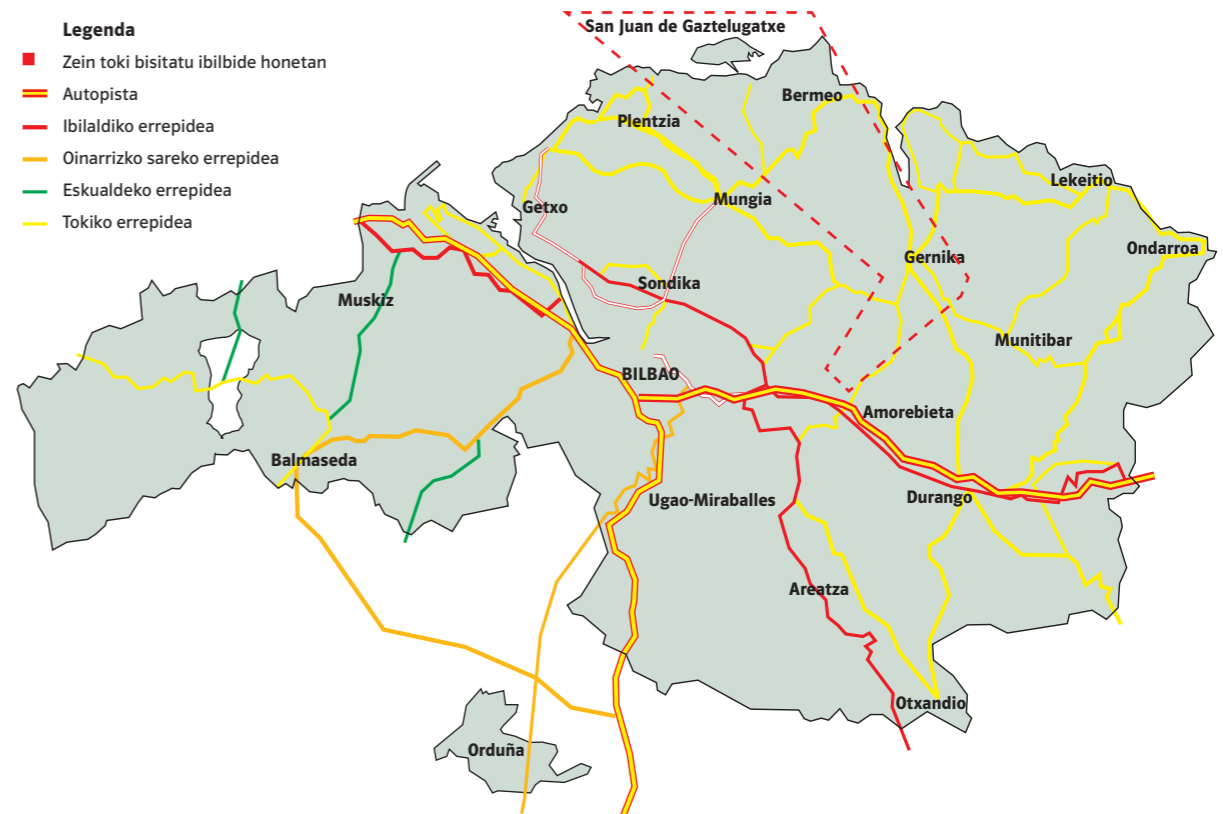 Legenda
Zein toki bisitatu ibilbide honetan
Autopista
Ibilaldiko errepidea
Oinarrizko sareko errepidea
Eskualdeko errepidea
Tokiko errepidea
San Juan de Gaztelugatxe
Bermeo
Plentzia
Lekeitio
Mungia
Getxo
Ondarroa
Gernika
Sondika
Muskiz
Munitibar
BILBAO
Amorebieta
Balmaseda
Durango
Ugao-Miraballes
Areatza
Otxandio
Orduña